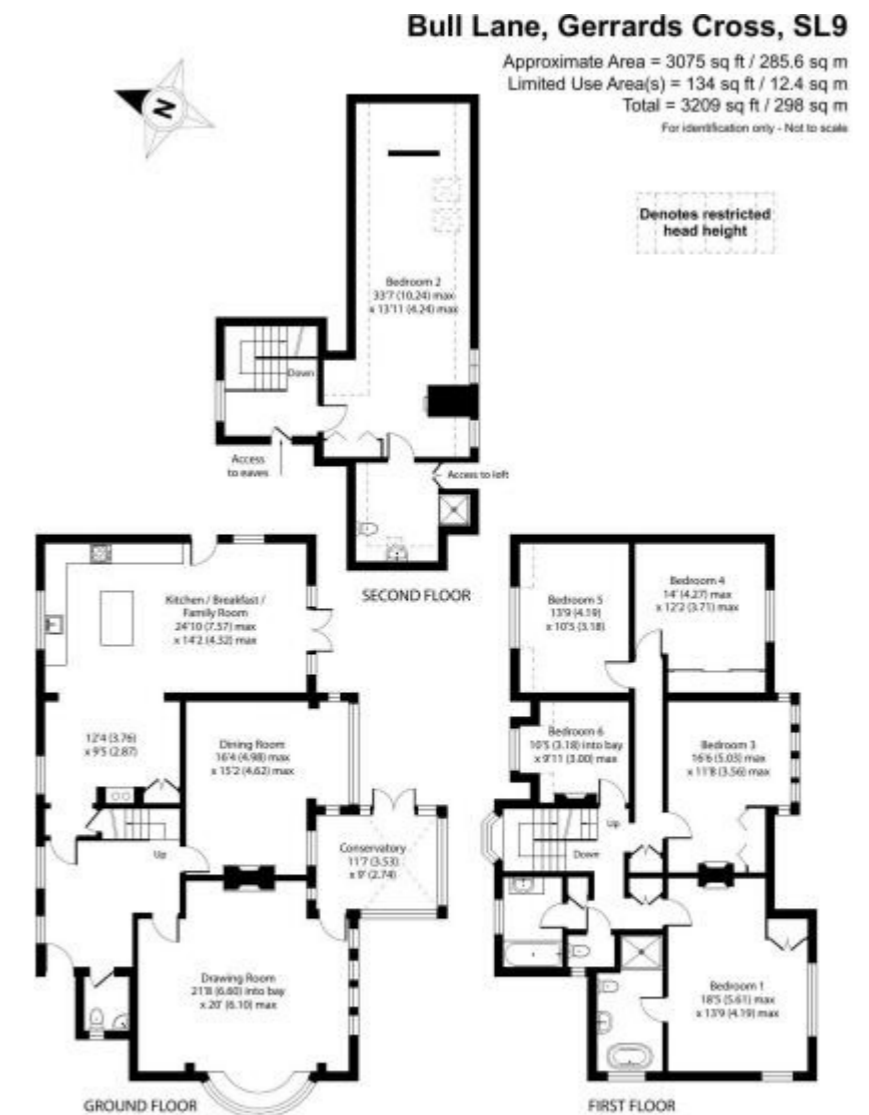 Bull Lane, Gerrards Cross, SL9
Approximate Area = 3075 sq ft / 285.6 sq m
Limited Use Area(s) = 134 sq ft / 12.4 sq m
Total = 3209 sq ft / 298 sq m
For identification only - Not to scale
N
Denotes restricted
head height
Bedroom 2
33'7 (10.24) max
x 13'11 (4.24) max
Down
Access
to eaves
Access to loft
SECOND FLOOR
Kitchen / Breakfast /
Family Room
24'10 (7.57) max
x 14'2 (4.32) max
12'4 (3.76)
x 9'5 (2.87)
Dining Room
16'4 (4.98) max
x 15'2 (4.62) max
Up
Conservatory
11'7 (3.53)
x 9' (2.74)
Drawing Room
21'8 (6.60) into bay
x 20' (6.10) max
GROUND FLOOR
Bedroom 5
13'9 (4.19)
x 10'5 (3.18)
Bedroom 4
14' (4.27) max
x 12'2 (3.71) max
Bedroom 6
10'5 (3.18) into bay
x 9'11 (3.00) max
Bedroom 3
16'6 (5.03) max
x 11'8 (3.56) max
Up
Down
Bedroom 1
18'5 (5.61) max
x 13'9 (4.19) max
FIRST FLOOR